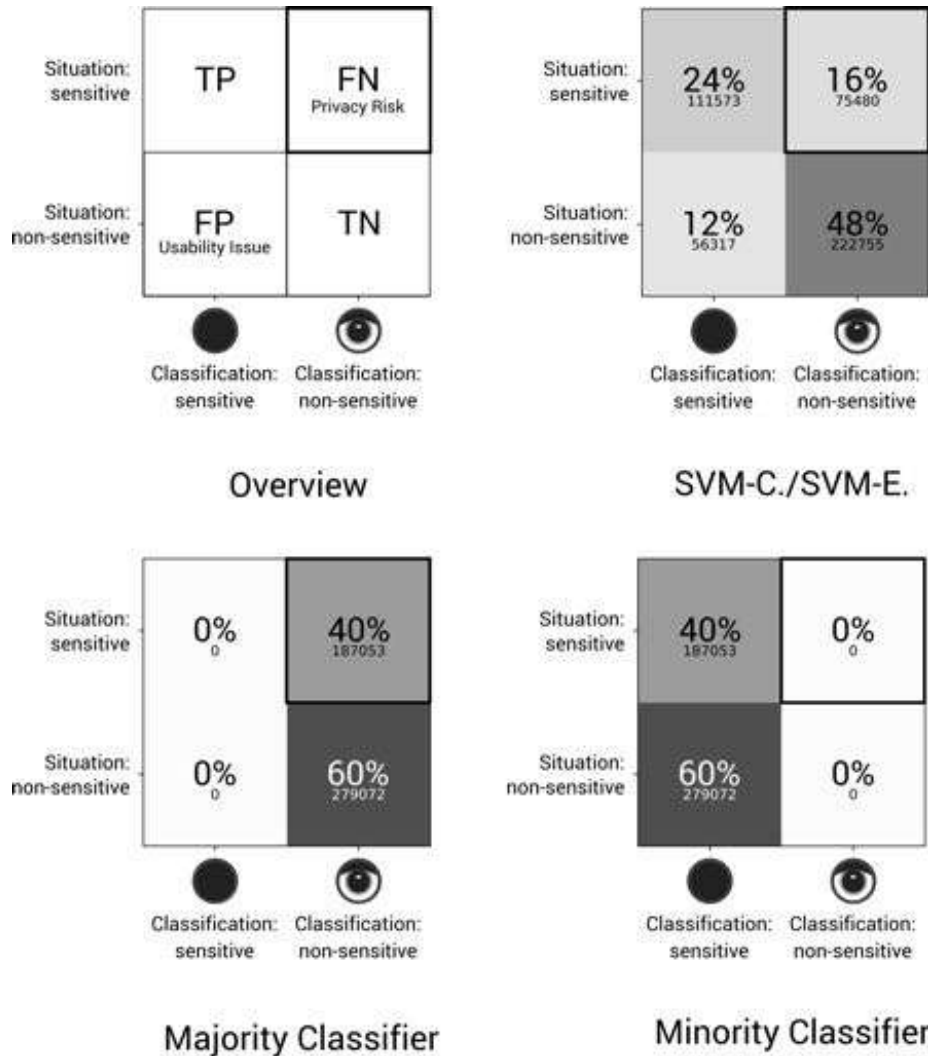 Situation:
sensitive
TP
FN
Privacy Risk
Situation:
non-sensitive
FP
Usability Issue
TN
Classification:
sensitive
Classification:
non-sensitive
Overview
24%
111573
16%
75480
12%
56317
48%
222755
Situation:
sensitive
Situation:
non-sensitive
Classification:
sensitive
Classification:
non-sensitive
SVM-C./SVM-E.
Situation:
sensitive
0%
0
40%
187053
Situation:
non-sensitive
0%
0
60%
279072
Classification:
sensitive
Classification:
non-sensitive
Majority Classifier
Situation:
sensitive
40%
187053
0%
0
Situation:
non-sensitive
60%
279072
0%
0
Classification:
sensitive
Classification:
non-sensitive
Minority Classifier